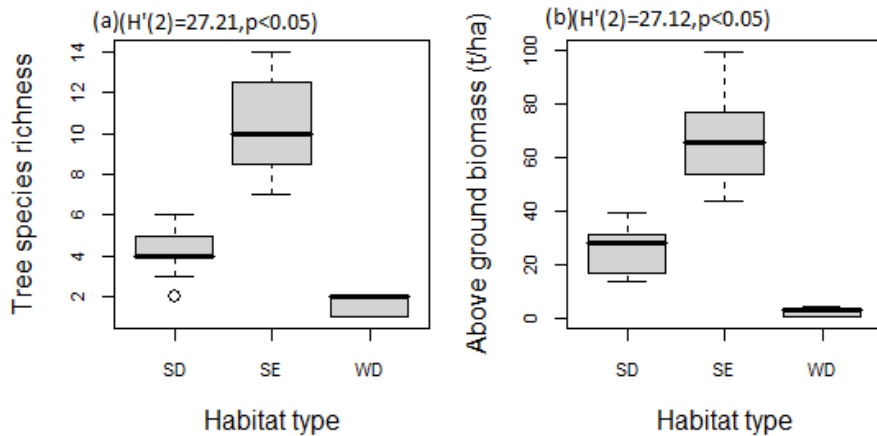 (a)(H'(2)=27.21,p<0.05)
Tree species richness
14
12
10
8
6
4
2
SD SE WD
Habitat type
(b)(H'(2)=27.12,p<0.05)
Above ground biomass (t/ha)
100
80
60
40
20
0
SD SE WD
Habitat type